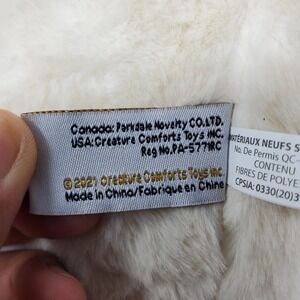 Canada: Parkdale Novelty CO.LTD.
USA:Creature Comforts Toys INC.
Reg No.PA-5771RC
©2021 Creature Comforts Toys Inc.
Made in China/Fabrique en Chine
MATÉRIAUX NEUFS S
No. De Permis QC-
CONTENU
FIBRES DE POLYE
CPSIA: 0330(20)3